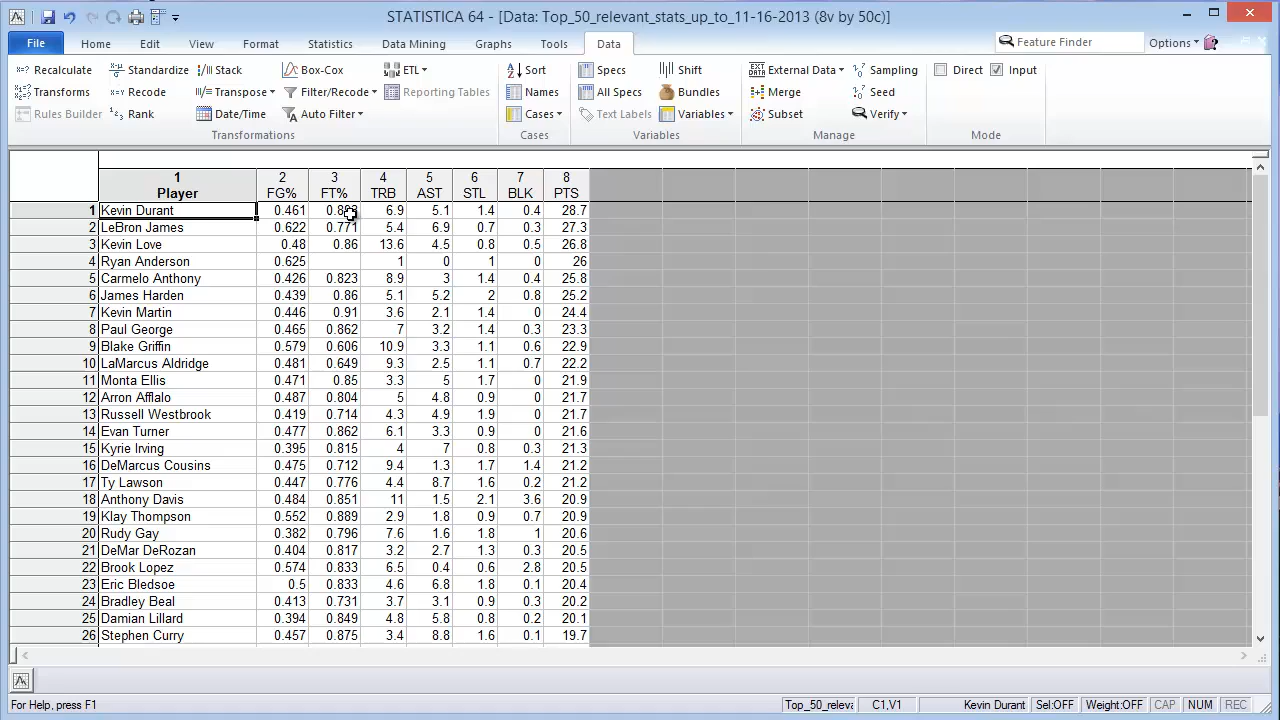 STATISTICA 64 - [Data: Top_50_relevant_stats_up_to_11-16-2013 (8v by 50c)]
File Home Edit View Format Statistics Data Mining Graphs Tools Data Feature Finder Options
Recalculate Standardize Stack Box-Cox ETL Sort Specs Shift External Data Sampling Direct Input
Transforms Recode Transpose Filter/Recode Reporting Tables Names All Specs Bundles Merge Seed
Rules Builder Rank Date/Time Auto Filter Cases Text Labels Variables Subset Verify
Transformations Cases Variables Manage Mode
1 2 3 4 5 6 7 8
Player FG% FT% TRB AST STL BLK PTS
1 Kevin Durant 0.461 6.9 5.1 1.4 0.4 28.7
2 LeBron James 0.622 0.771 5.4 6.9 0.7 0.3 27.3
3 Kevin Love 0.48 0.86 13.6 4.5 0.8 0.5 26.8
4 Ryan Anderson 0.625 1 0 1 0 26
5 Carmelo Anthony 0.426 0.823 8.9 3 1.4 0.4 25.8
6 James Harden 0.439 0.86 5.1 5.2 2 0.8 25.2
7 Kevin Martin 0.446 0.91 3.6 2.1 1.4 0 24.4
8 Paul George 0.465 0.862 7 3.2 1.4 0.3 23.3
9 Blake Griffin 0.579 0.606 10.9 3.3 1.1 0.6 22.9
10 LaMarcus Aldridge 0.481 0.649 9.3 2.5 1.1 0.7 22.2
11 Monta Ellis 0.471 0.85 3.3 5 1.7 0 21.9
12 Arron Afflalo 0.487 0.804 5 4.8 0.9 0 21.7
13 Russell Westbrook 0.419 0.714 4.3 4.9 1.9 0 21.7
14 Evan Turner 0.477 0.862 6.1 3.3 0.9 0 21.6
15 Kyrie Irving 0.395 0.815 4 7 0.8 0.3 21.3
16 DeMarcus Cousins 0.475 0.712 9.4 1.3 1.7 1.4 21.2
17 Ty Lawson 0.447 0.776 4.4 8.7 1.6 0.2 21.2
18 Anthony Davis 0.484 0.851 11 1.5 2.1 3.6 20.9
19 Klay Thompson 0.552 0.889 2.9 1.8 0.9 0.7 20.9
20 Rudy Gay 0.382 0.796 7.6 1.6 1.8 1 20.6
21 DeMar DeRozan 0.404 0.817 3.2 2.7 1.3 0.3 20.5
22 Brook Lopez 0.574 0.833 6.5 0.4 0.6 2.8 20.5
23 Eric Bledsoe 0.5 0.833 4.6 6.8 1.8 0.1 20.4
24 Bradley Beal 0.413 0.731 3.7 3.1 0.9 0.3 20.2
25 Damian Lillard 0.394 0.849 4.8 5.8 0.8 0.2 20.1
26 Stephen Curry 0.457 0.875 3.4 8.8 1.6 0.1 19.7
For Help, press F1 Top_50_releva C1,V1 Kevin Durant Sel:OFF Weight:OFF CAP NUM REC